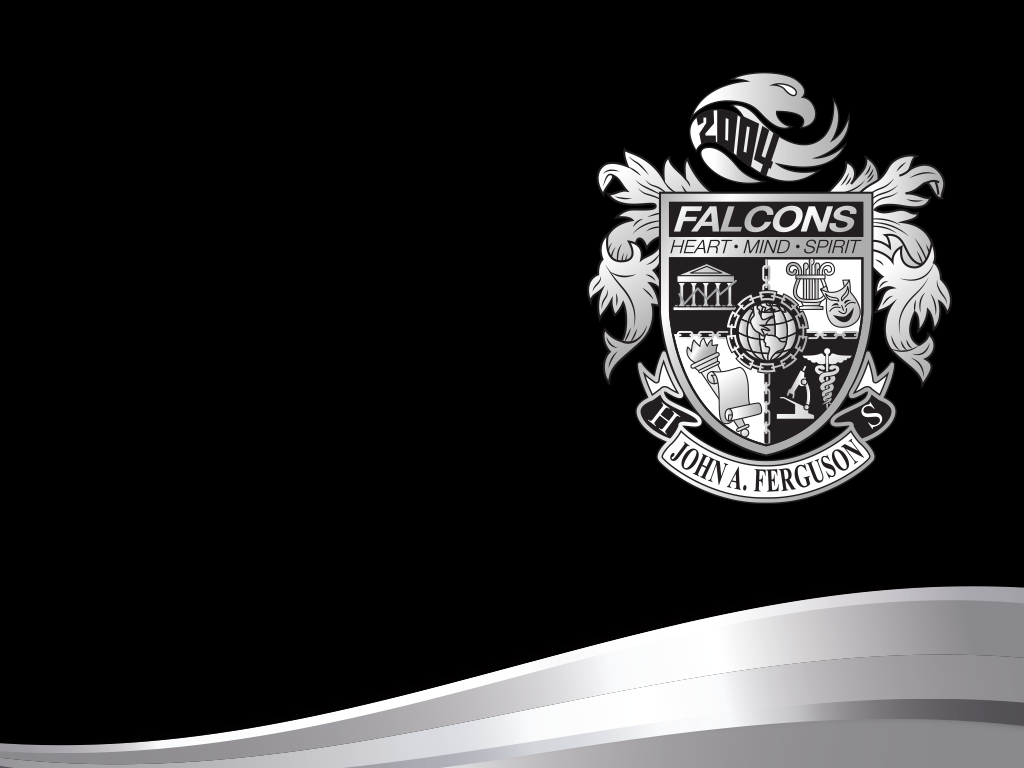 2004
FALCONS
HEART • MIND • SPIRIT
H S
JOHN A. FERGUSON